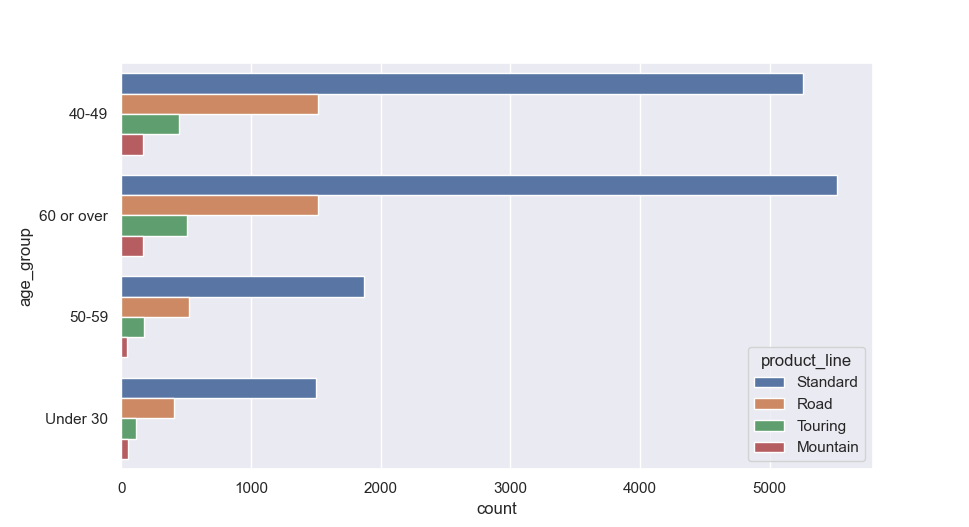 40-49
60 or over
50-59
Under 30
age_group
0 1000 2000 3000 4000 5000
count
product_line
Standard
Road
Touring
Mountain